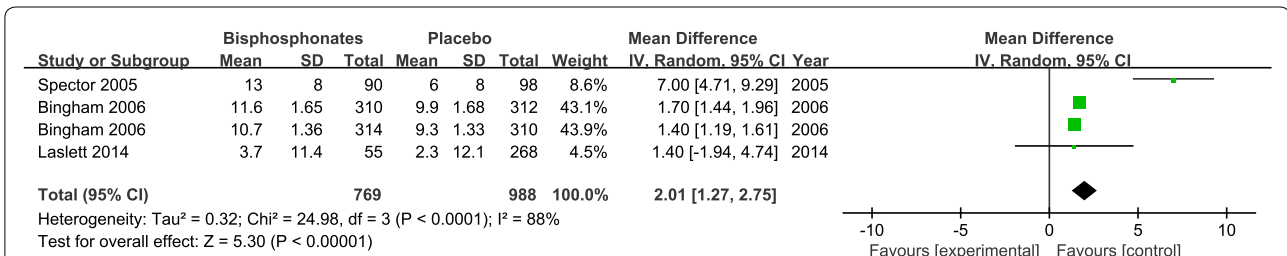 Bisphosphonates Placebo Mean Difference Mean Difference
Study or Subgroup Mean SD Total Mean SD Total Weight IV, Random, 95% CI Year IV, Random, 95% CI
Spector 2005 13 8 90 6 8 98 8.6% 7.00 [4.71, 9.29] 2005
Bingham 2006 11.6 1.65 310 9.9 1.68 312 43.1% 1.70 [1.44, 1.96] 2006
Bingham 2006 10.7 1.36 314 9.3 1.33 310 43.9% 1.40 [1.19, 1.61] 2006
Laslett 2014 3.7 11.4 55 2.3 12.1 268 4.5% 1.40 [-1.94, 4.74] 2014
Total (95% CI) 769 988 100.0% 2.01 [1.27, 2.75]
Heterogeneity: Tau² = 0.32; Chi² = 24.98, df = 3 (P < 0.0001); I² = 88%
Test for overall effect: Z = 5.30 (P < 0.00001)
-10 -5 0 5 10
Favours [experimental] Favours [control]